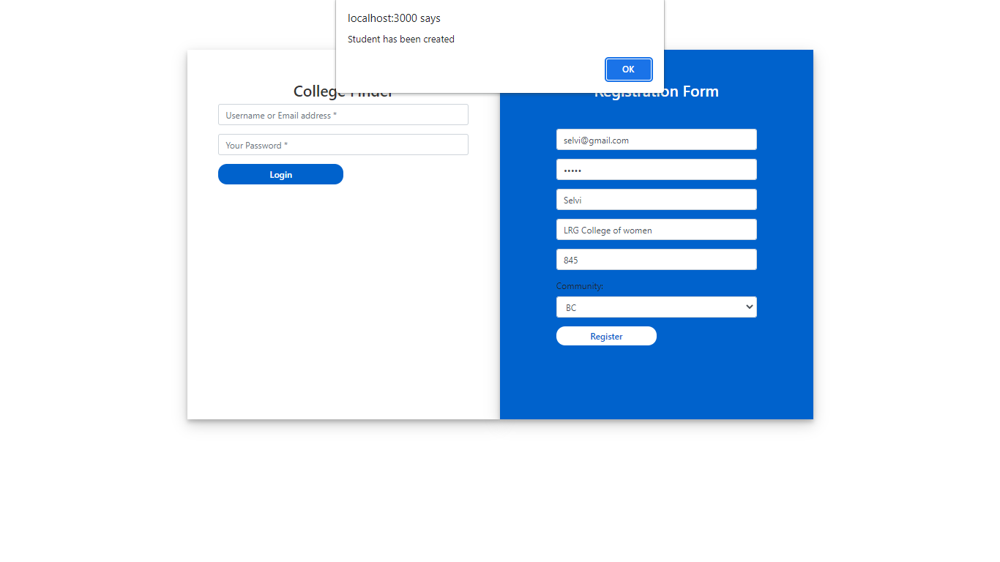 localhost:3000 says
Student has been created
OK
College Finder
Username or Email address *
Your Password *
Login
Registration Form
selvi@gmail.com
•••••
Selvi
LRG College of women
845
Community:
BC
Register